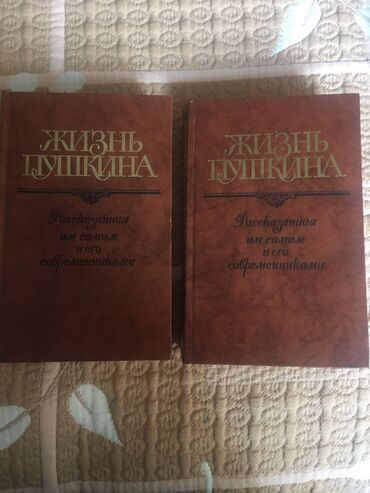 ЖИЗНЬ
ПУШКИНА
Рассказанная
им самим
и его
современниками
ЖИЗНЬ
ПУШКИНА
Рассказанная
им самим
и его
современниками